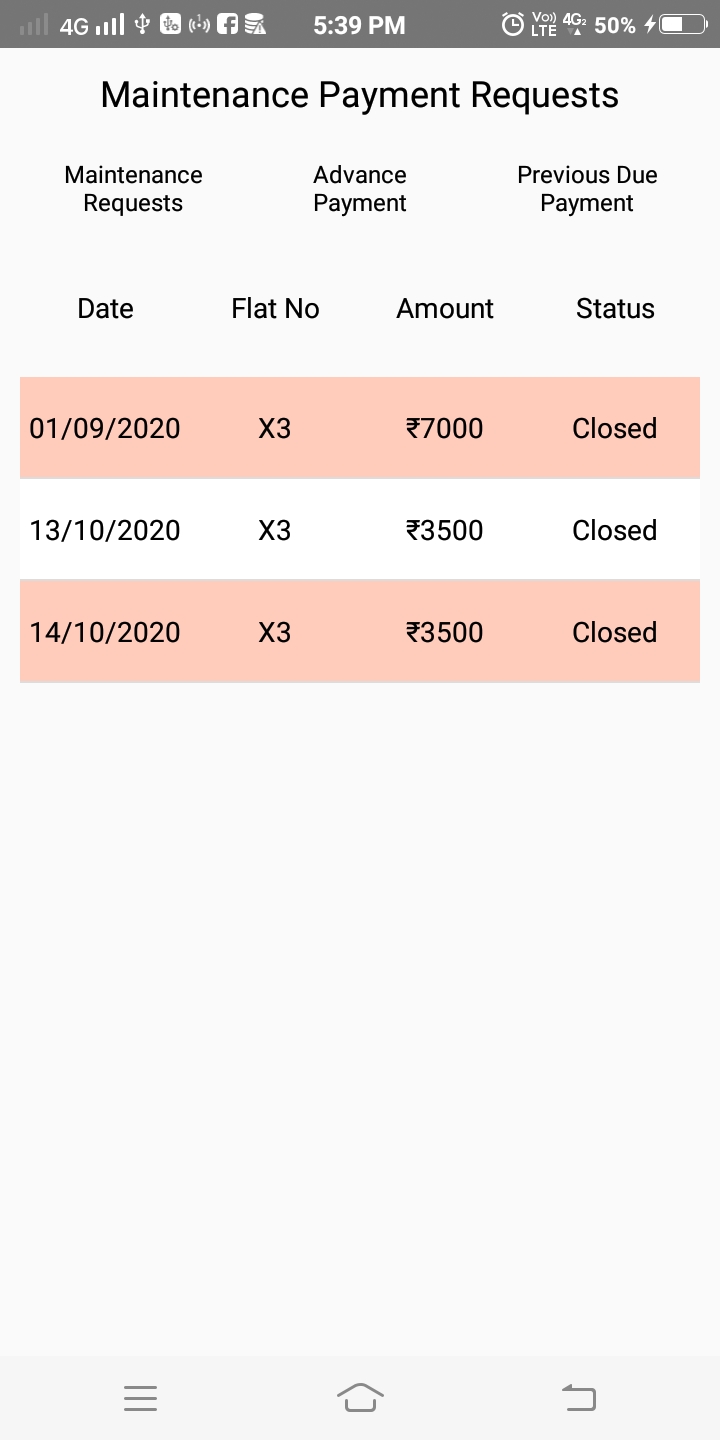 4G 5:39 PM Vo)) LTE 4G2 50%
Maintenance Payment Requests
Maintenance Requests
Advance Payment
Previous Due Payment
Date Flat No Amount Status
01/09/2020 X3 ₹7000 Closed
13/10/2020 X3 ₹3500 Closed
14/10/2020 X3 ₹3500 Closed